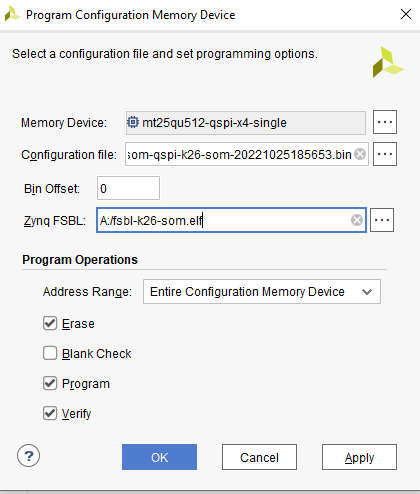 Program Configuration Memory Device
Select a configuration file and set programming options.
Memory Device: mt25qu512-qspi-x4-single ...
Configuration file: som-qspi-k26-som-20221025185653.bin ...
Bin Offset: 0
Zynq FSBL: A:/fsbl-k26-som.elf ...
Program Operations
Address Range: Entire Configuration Memory Device
Erase
Blank Check
Program
Verify
? OK Cancel Apply